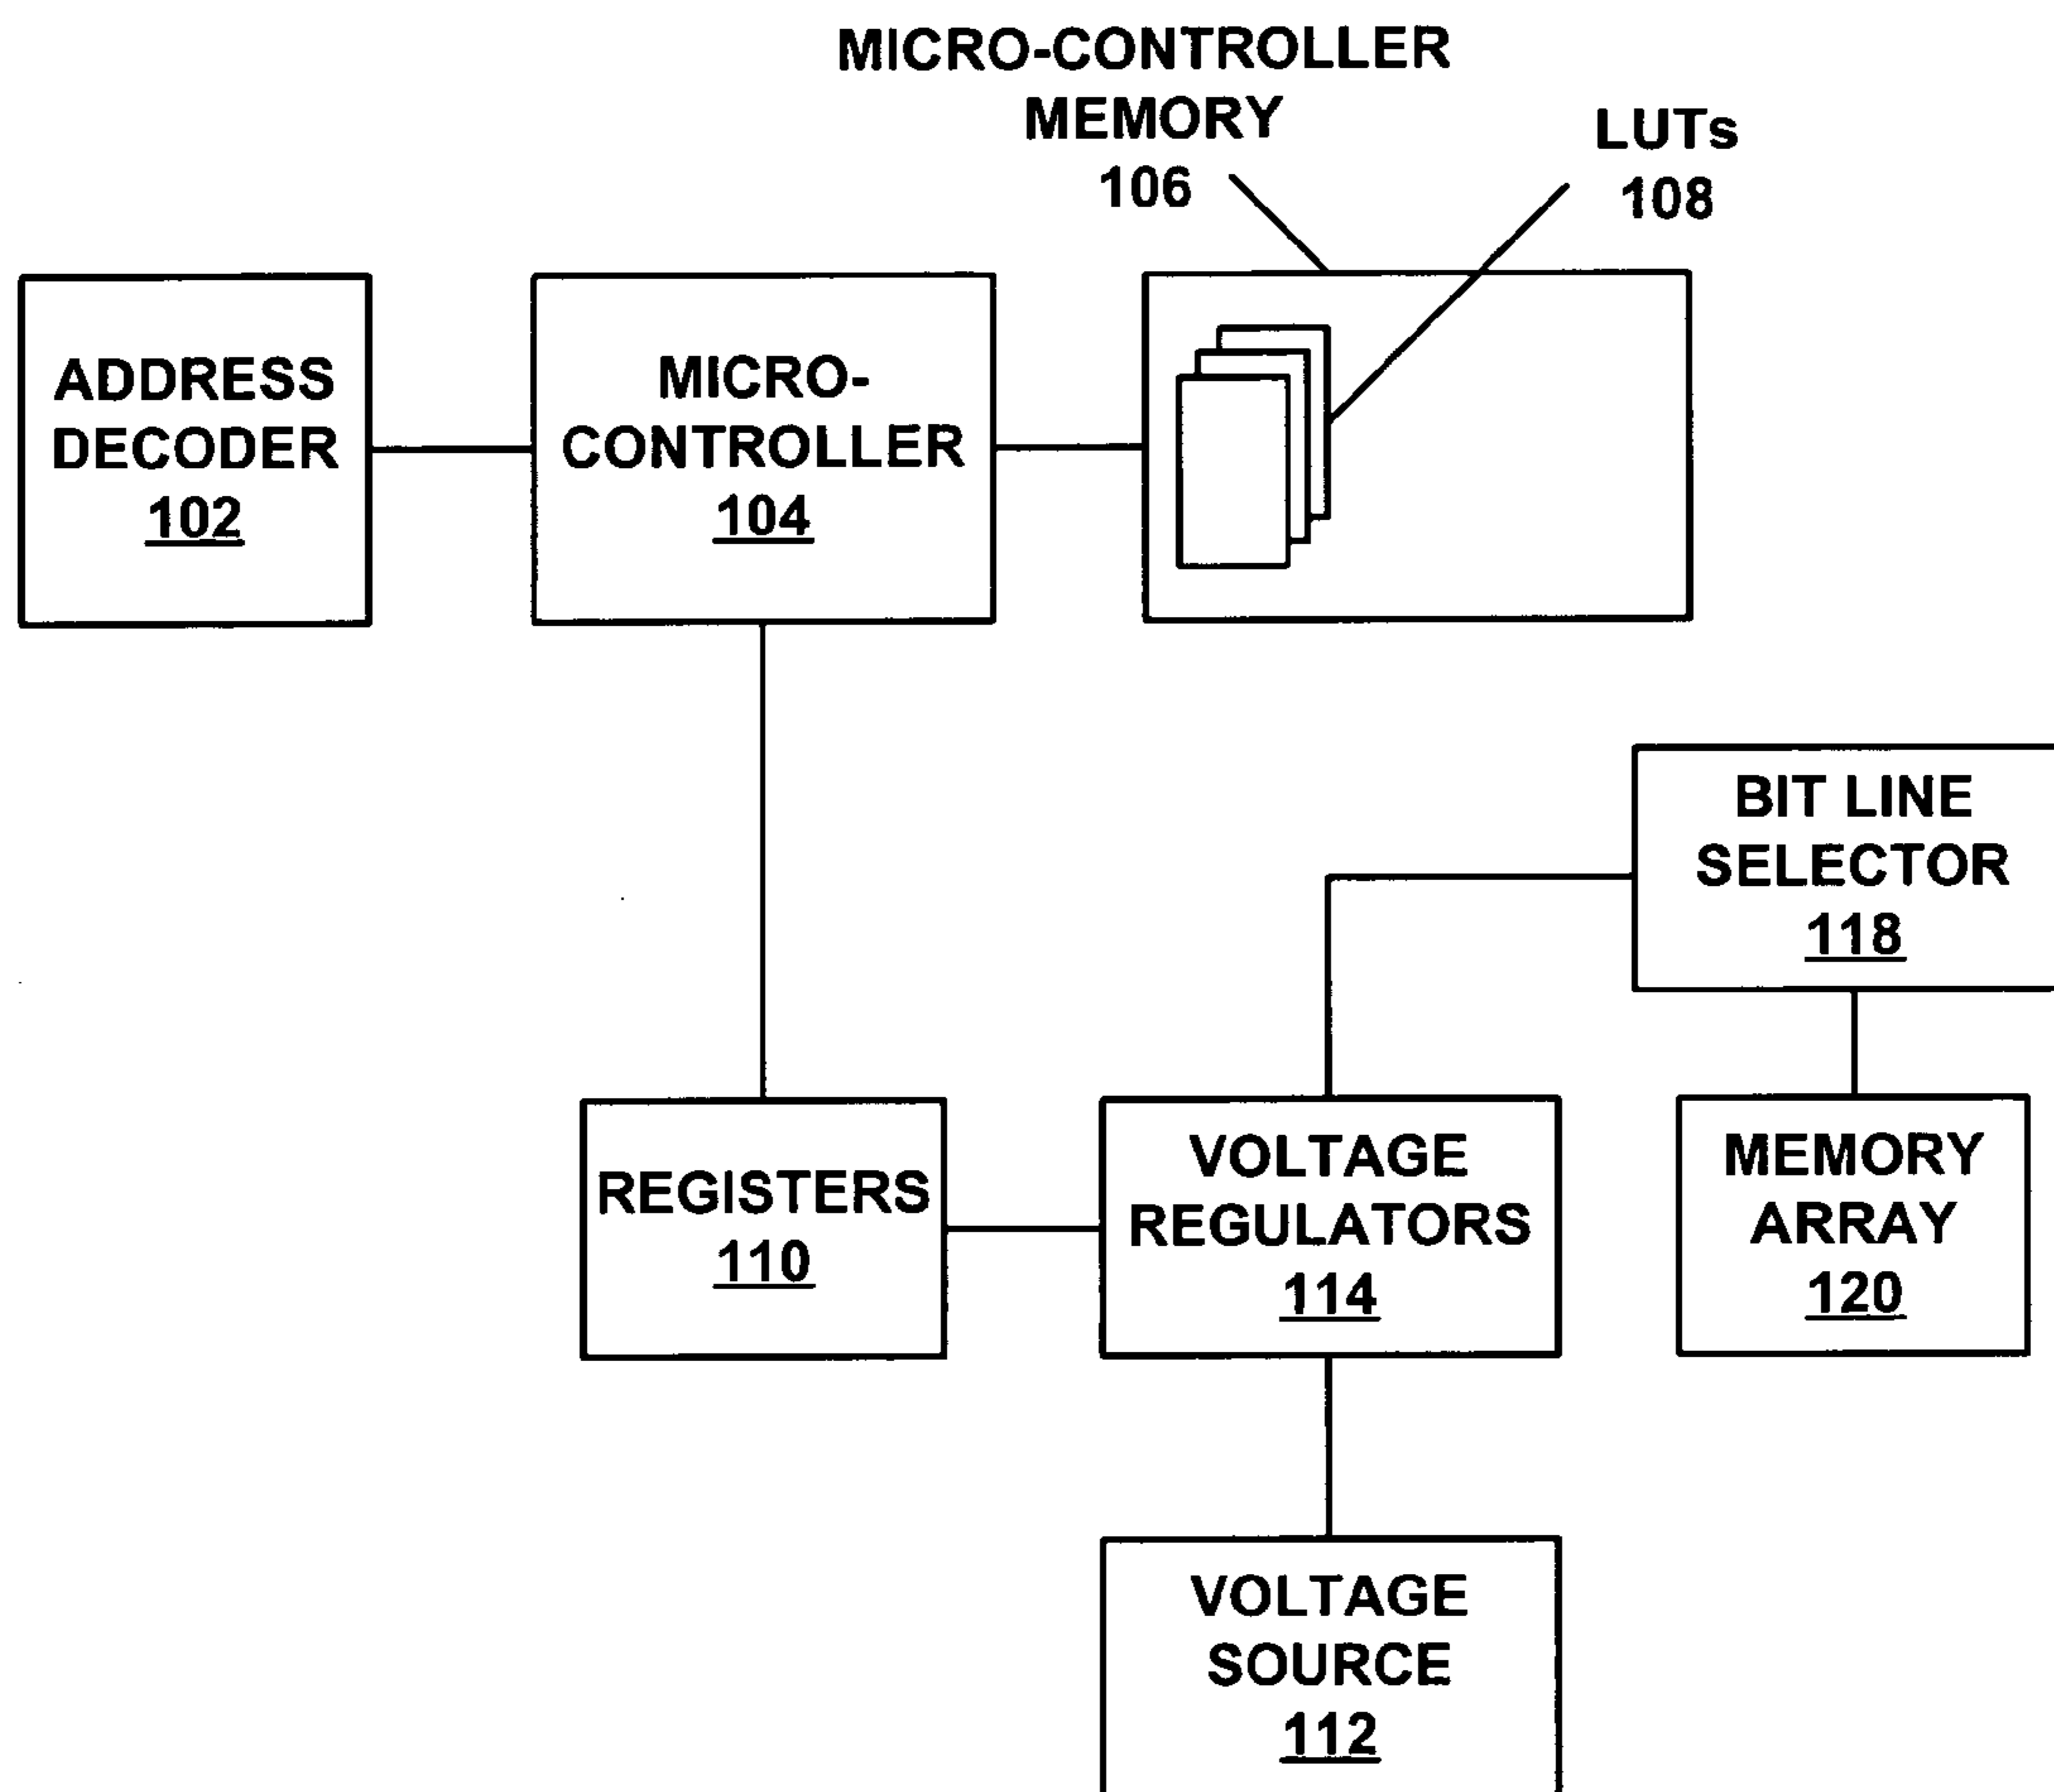 MICRO-CONTROLLER
MEMORY
106
LUTs
108
ADDRESS
DECODER
102
MICRO-
CONTROLLER
104
BIT LINE
SELECTOR
118
REGISTERS
110
VOLTAGE
REGULATORS
114
MEMORY
ARRAY
120
VOLTAGE
SOURCE
112